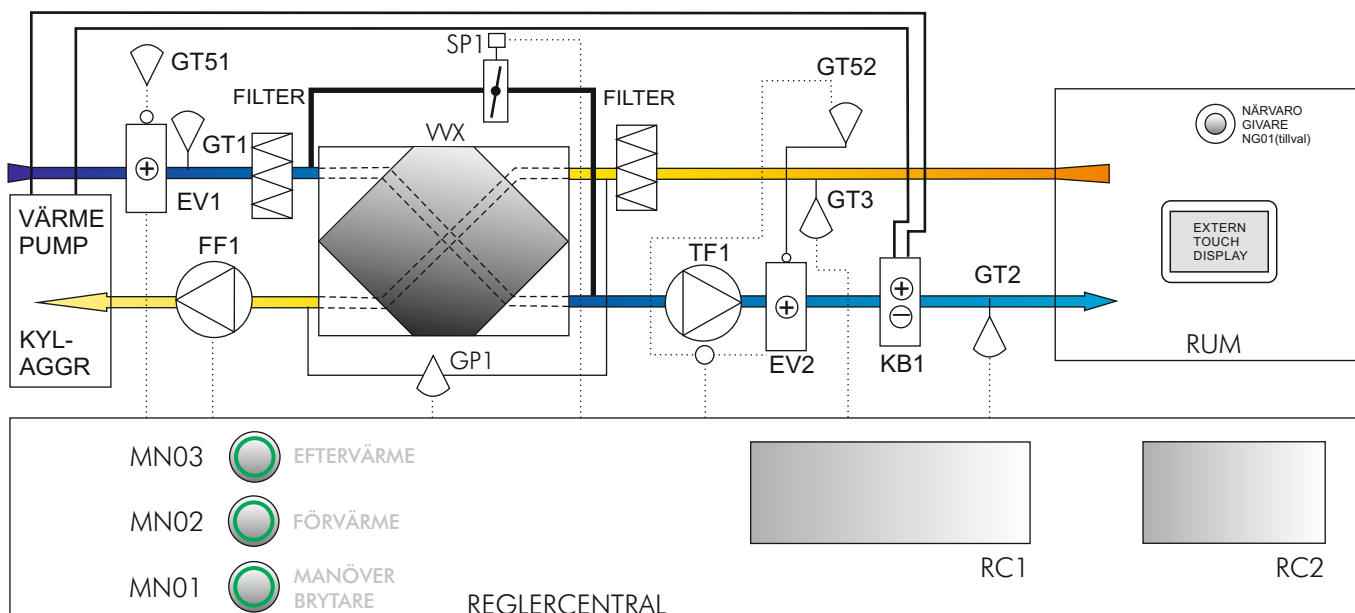 SP1
GT51
GT52
FILTER
FILTER
NÄRVARO
GIVARE
NG01(tillval)
VVX
GT1
EV1
GT3
VÄRME
PUMP
FF1
TF1
EXTERN
TOUCH
DISPLAY
GT2
KYL-
AGGR
GP1
EV2
KB1
RUM
MN03
EFTERVÄRME
MN02
FÖRVÄRME
MN01
MANÖVER
BRYTARE
RC1
RC2
REGLERCENTRAL